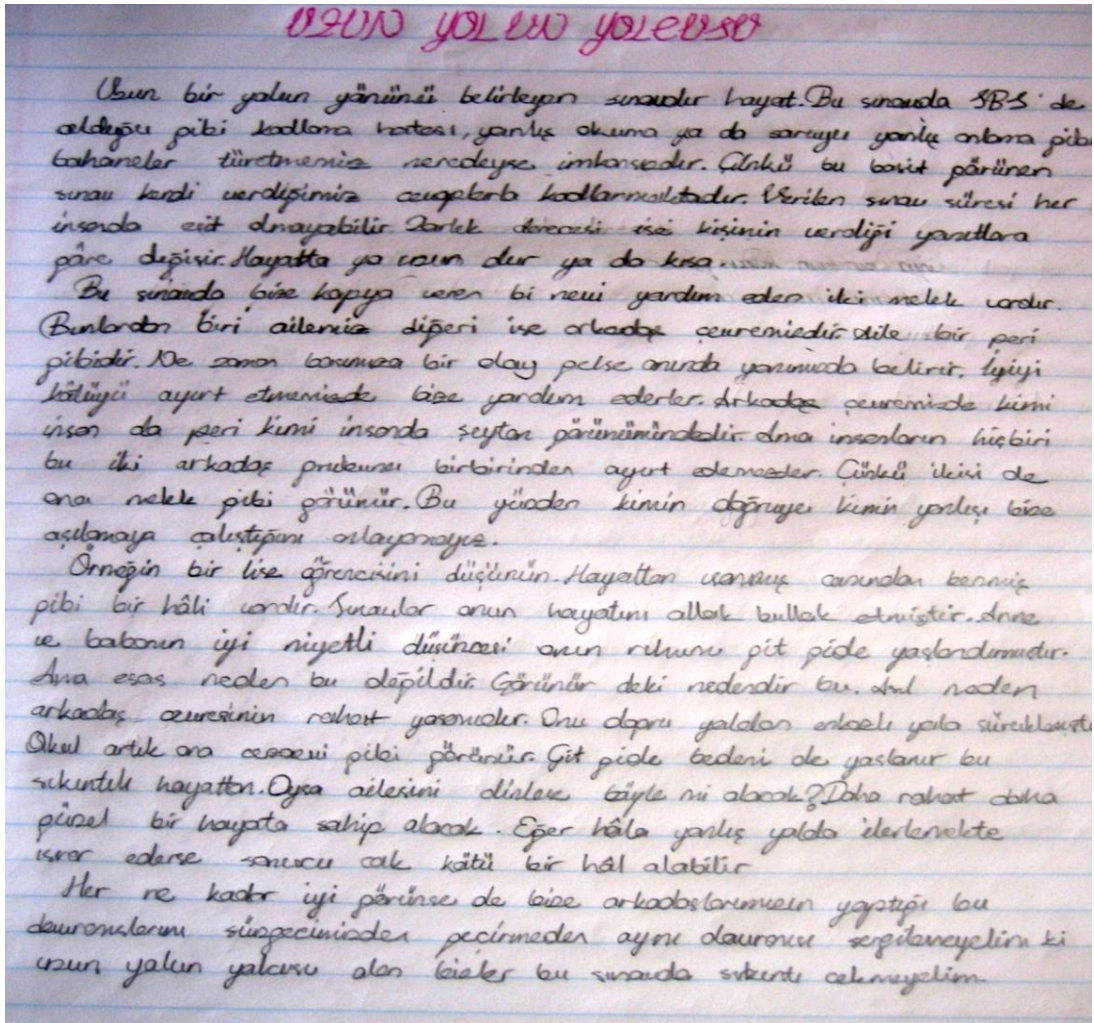 UZUN YOLUN YOLCUSU
Uzun bir yolun yönünü belirleyen sınavdır hayat. Bu sınavda SBS' de
olduğu gibi kodlama hatası, yanlış okuma ya da soruyu yanlış anlama gibi
bahaneler türetmemiz neredeyse imkansızdır. Çünkü bu basit görünen
sınav kendi verdiğimiz cevaplarla kodlanmaktadır. Verilen sınav süresi her
insanda eşit olmayabilir. Zorluk derecesi ise kişinin verdiği yanıtlara
göre değişir. Hayatta ya uzun dur ya da kısa.
Bu sınavda bize kopya veren bi nevi yardım eden iki melek vardır.
Bunlardan biri ailemiz diğeri ise arkadaş çevremizdir. Aile bir peri
gibidir. Ne zaman başımıza bir olay gelse anında yanımızda belirir. İyiyi
kötüyü ayırt etmemizde bize yardım ederler. Arkadaş çevremizde kimi
insan da peri kimi insanda şeytan görünümündedir. Ama insanların hiçbiri
bu iki arkadaş grubunu birbirinden ayırt edemezler. Çünkü ikisi de
ona melek gibi görünür. Bu yüzden kimin doğruyu kimin yanlışı bize
aşılamaya çalıştığını anlayamayız.
Örneğin bir lise öğrencisini düşünün. Hayattan usanmış canından bezmiş
gibi bir hâli vardır. Sınavlar onun hayatını allak bullak etmiştir. Anne
ve babanın iyi niyetli düşüncesi onun ruhunu git gide yaşlandırmıştır.
Ama esas neden bu değildir. Görünür deki nedendir bu. Asıl neden
arkadaş çevresinin rahat yaşamıdır. Onu doğru yoldan engelli yola sürüklemişti
Okul artık ona cezaevi gibi görünür. Git gide bedeni de yaslanır bu
sıkıntılı hayattan. Oysa ailesini dinlese böyle mi olacak? Daha rahat daha
güzel bir hayata sahip olacak. Eğer hâla yanlış yolda ilerlemekte
ısrar ederse sonucu çok kötü bir hâl alabilir
Her ne kadar iyi görünse de bize arkadaşlarımızın yaptığı bu
davranışlarını süzgecimizden geçirmeden aynı davranışı sergilemeyelim ki
uzun yolun yolcusu olan bizler bu sınavda sıkıntı çekmeyelim.